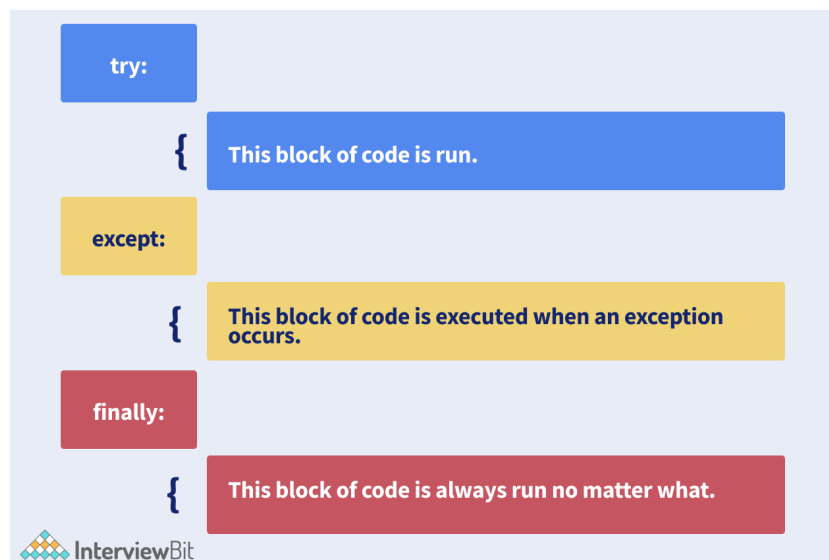 try:
{ This block of code is run.
except:
{ This block of code is executed when an exception
occurs.
finally:
{ This block of code is always run no matter what.
InterviewBit